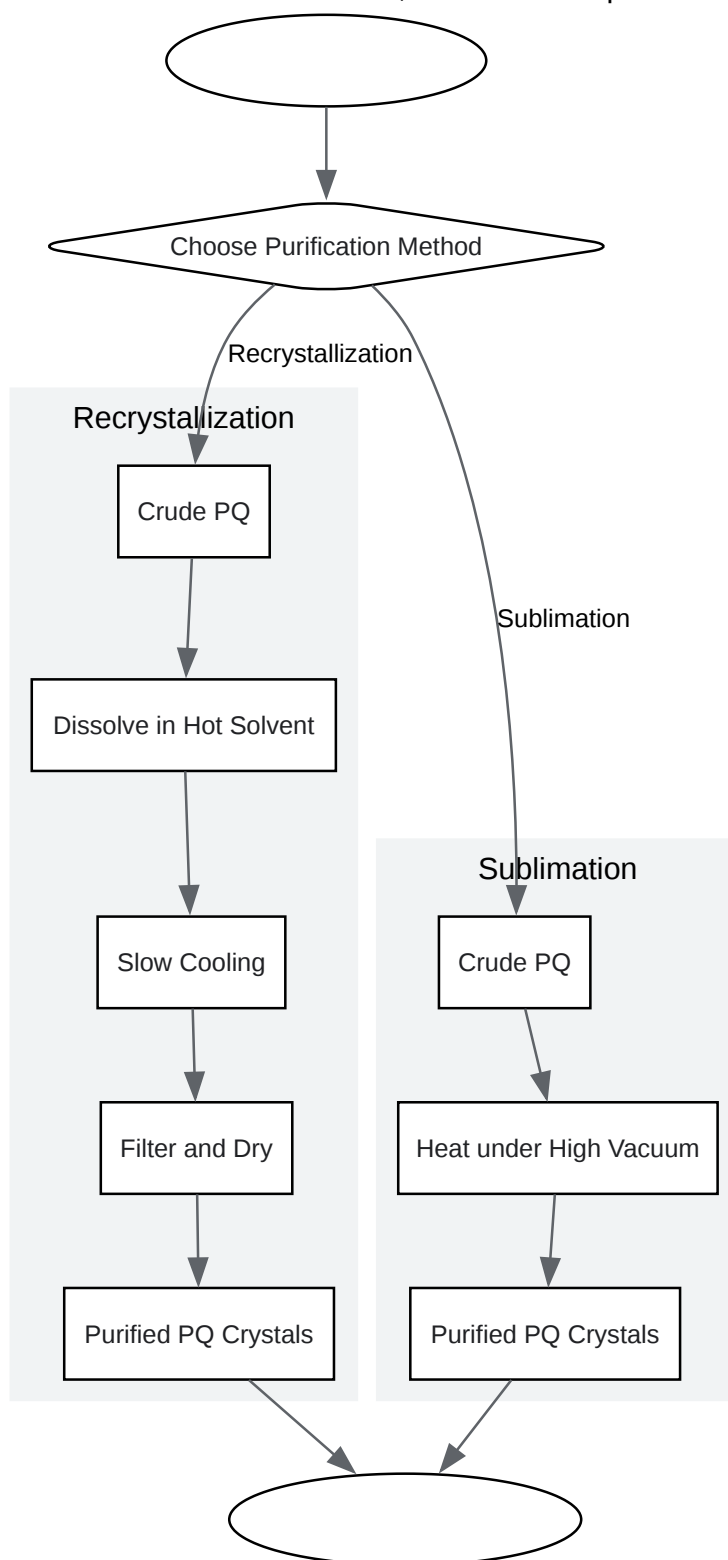 Choose Purification Method
Recrystallization
Recrystallization
Crude PQ
Dissolve in Hot Solvent
Slow Cooling
Filter and Dry
Purified PQ Crystals
Sublimation
Sublimation
Crude PQ
Heat under High Vacuum
Purified PQ Crystals